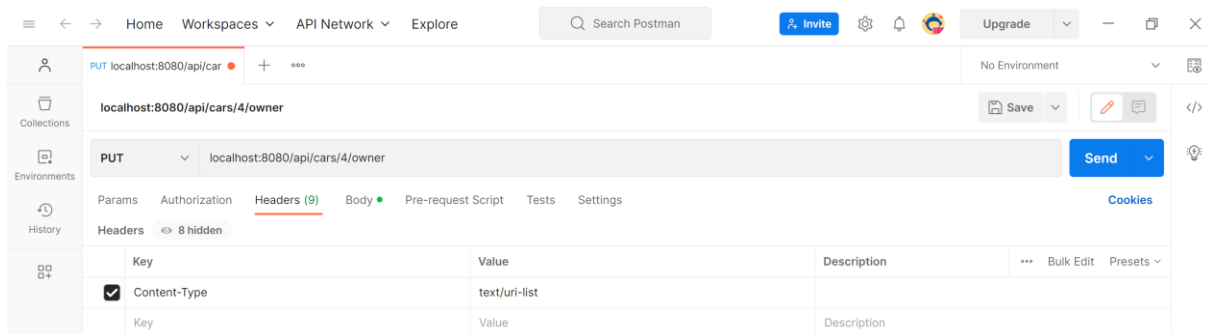 Home Workspaces API Network Explore Search Postman Invite Upgrade
PUT localhost:8080/api/car No Environment
localhost:8080/api/cars/4/owner Save
Collections
PUT localhost:8080/api/cars/4/owner Send
Environments
Params Authorization Headers (9) Body Pre-request Script Tests Settings Cookies
History
Headers 8 hidden
Key Value Description Bulk Edit Presets
Content-Type text/uri-list
Key Value Description